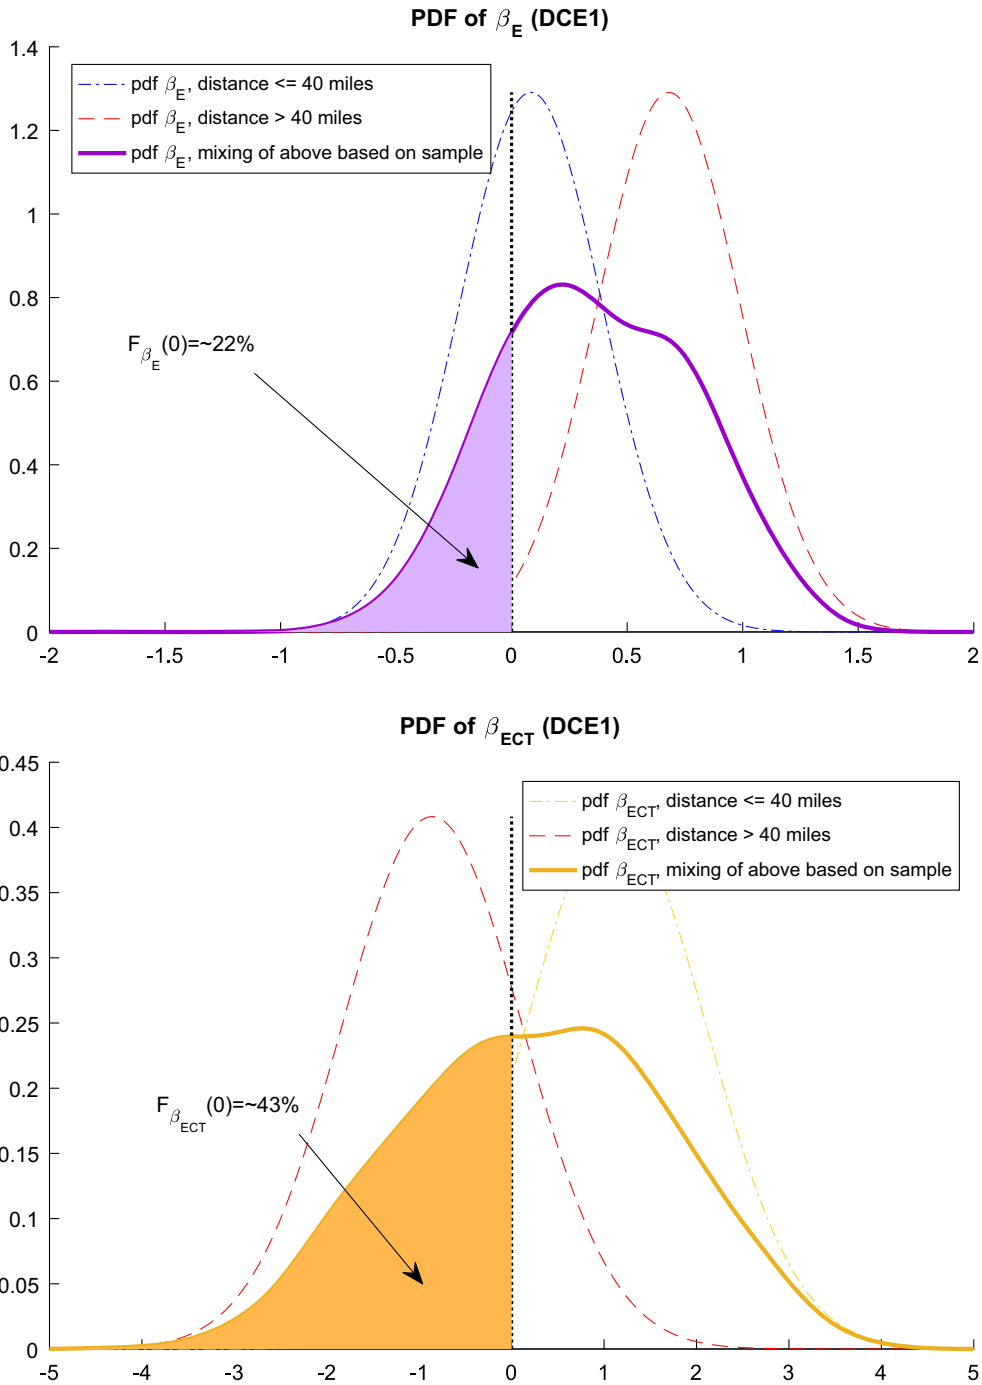 PDF of β_E (DCE1)
1.4
1.2
1
0.8
0.6
0.4
0.2
0
pdf β_E, distance <= 40 miles
pdf β_E, distance > 40 miles
pdf β_E, mixing of above based on sample
F_β_E(0)=~22%
-2 -1.5 -1 -0.5 0 0.5 1 1.5 2
PDF of β_ECT (DCE1)
0.45
0.4
0.35
0.3
0.25
0.2
0.15
0.1
0.05
0
pdf β_ECT, distance <= 40 miles
pdf β_ECT, distance > 40 miles
pdf β_ECT, mixing of above based on sample
F_β_ECT(0)=~43%
-5 -4 -3 -2 -1 0 1 2 3 4 5